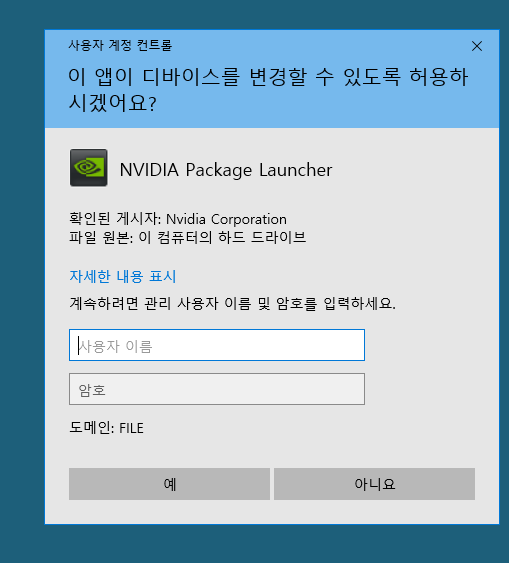 사용자 계정 컨트롤
이 앱이 디바이스를 변경할 수 있도록 허용하
시겠어요?
NVIDIA Package Launcher
확인된 게시자: Nvidia Corporation
파일 원본: 이 컴퓨터의 하드 드라이브
자세한 내용 표시
계속하려면 관리 사용자 이름 및 암호를 입력하세요.
사용자 이름
암호
도메인: FILE
예
아니요